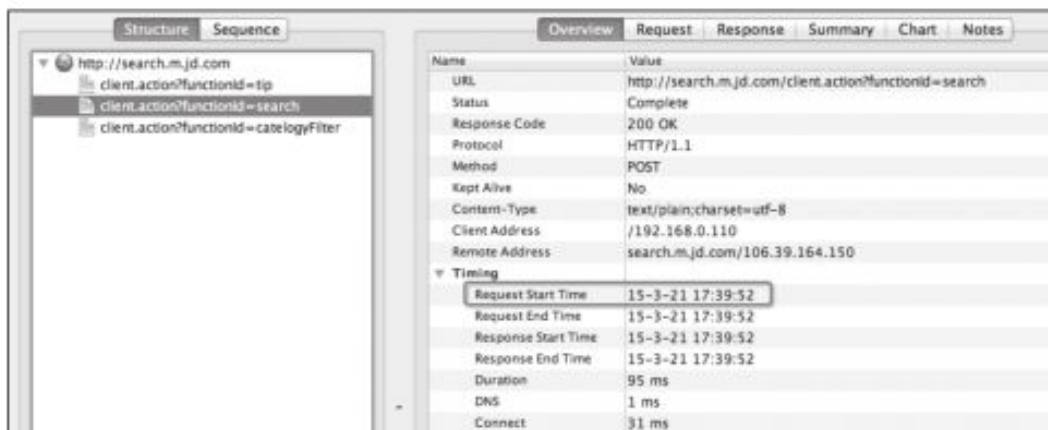 Structure Sequence
http://search.m.jd.com
client.action?functionId=tip
client.action?functionId=search
client.action?functionId=catelogyFilter
Overview Request Response Summary Chart Notes
Name Value
URL http://search.m.jd.com/client.action?functionId=search
Status Complete
Response Code 200 OK
Protocol HTTP/1.1
Method POST
Kept Alive No
Content-Type text/plain;charset=utf-8
Client Address /192.168.0.110
Remote Address search.m.jd.com/106.39.164.150
Timing
Request Start Time 15-3-21 17:39:52
Request End Time 15-3-21 17:39:52
Response Start Time 15-3-21 17:39:52
Response End Time 15-3-21 17:39:52
Duration 95 ms
DNS 1 ms
Connect 31 ms